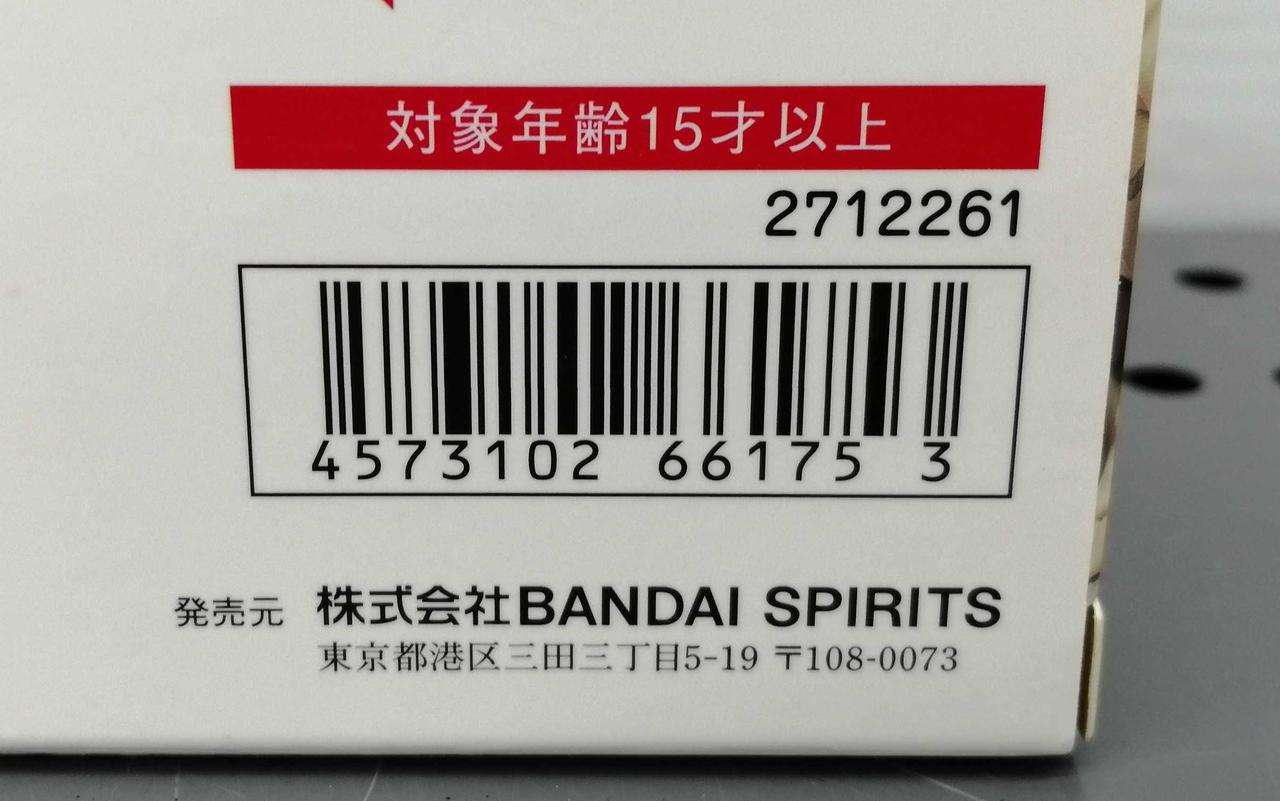 対象年齢15才以上
2712261
4573102 66175 3
発売元 株式会社BANDAI SPIRITS
東京都港区三田三丁目5-19 〒108-0073